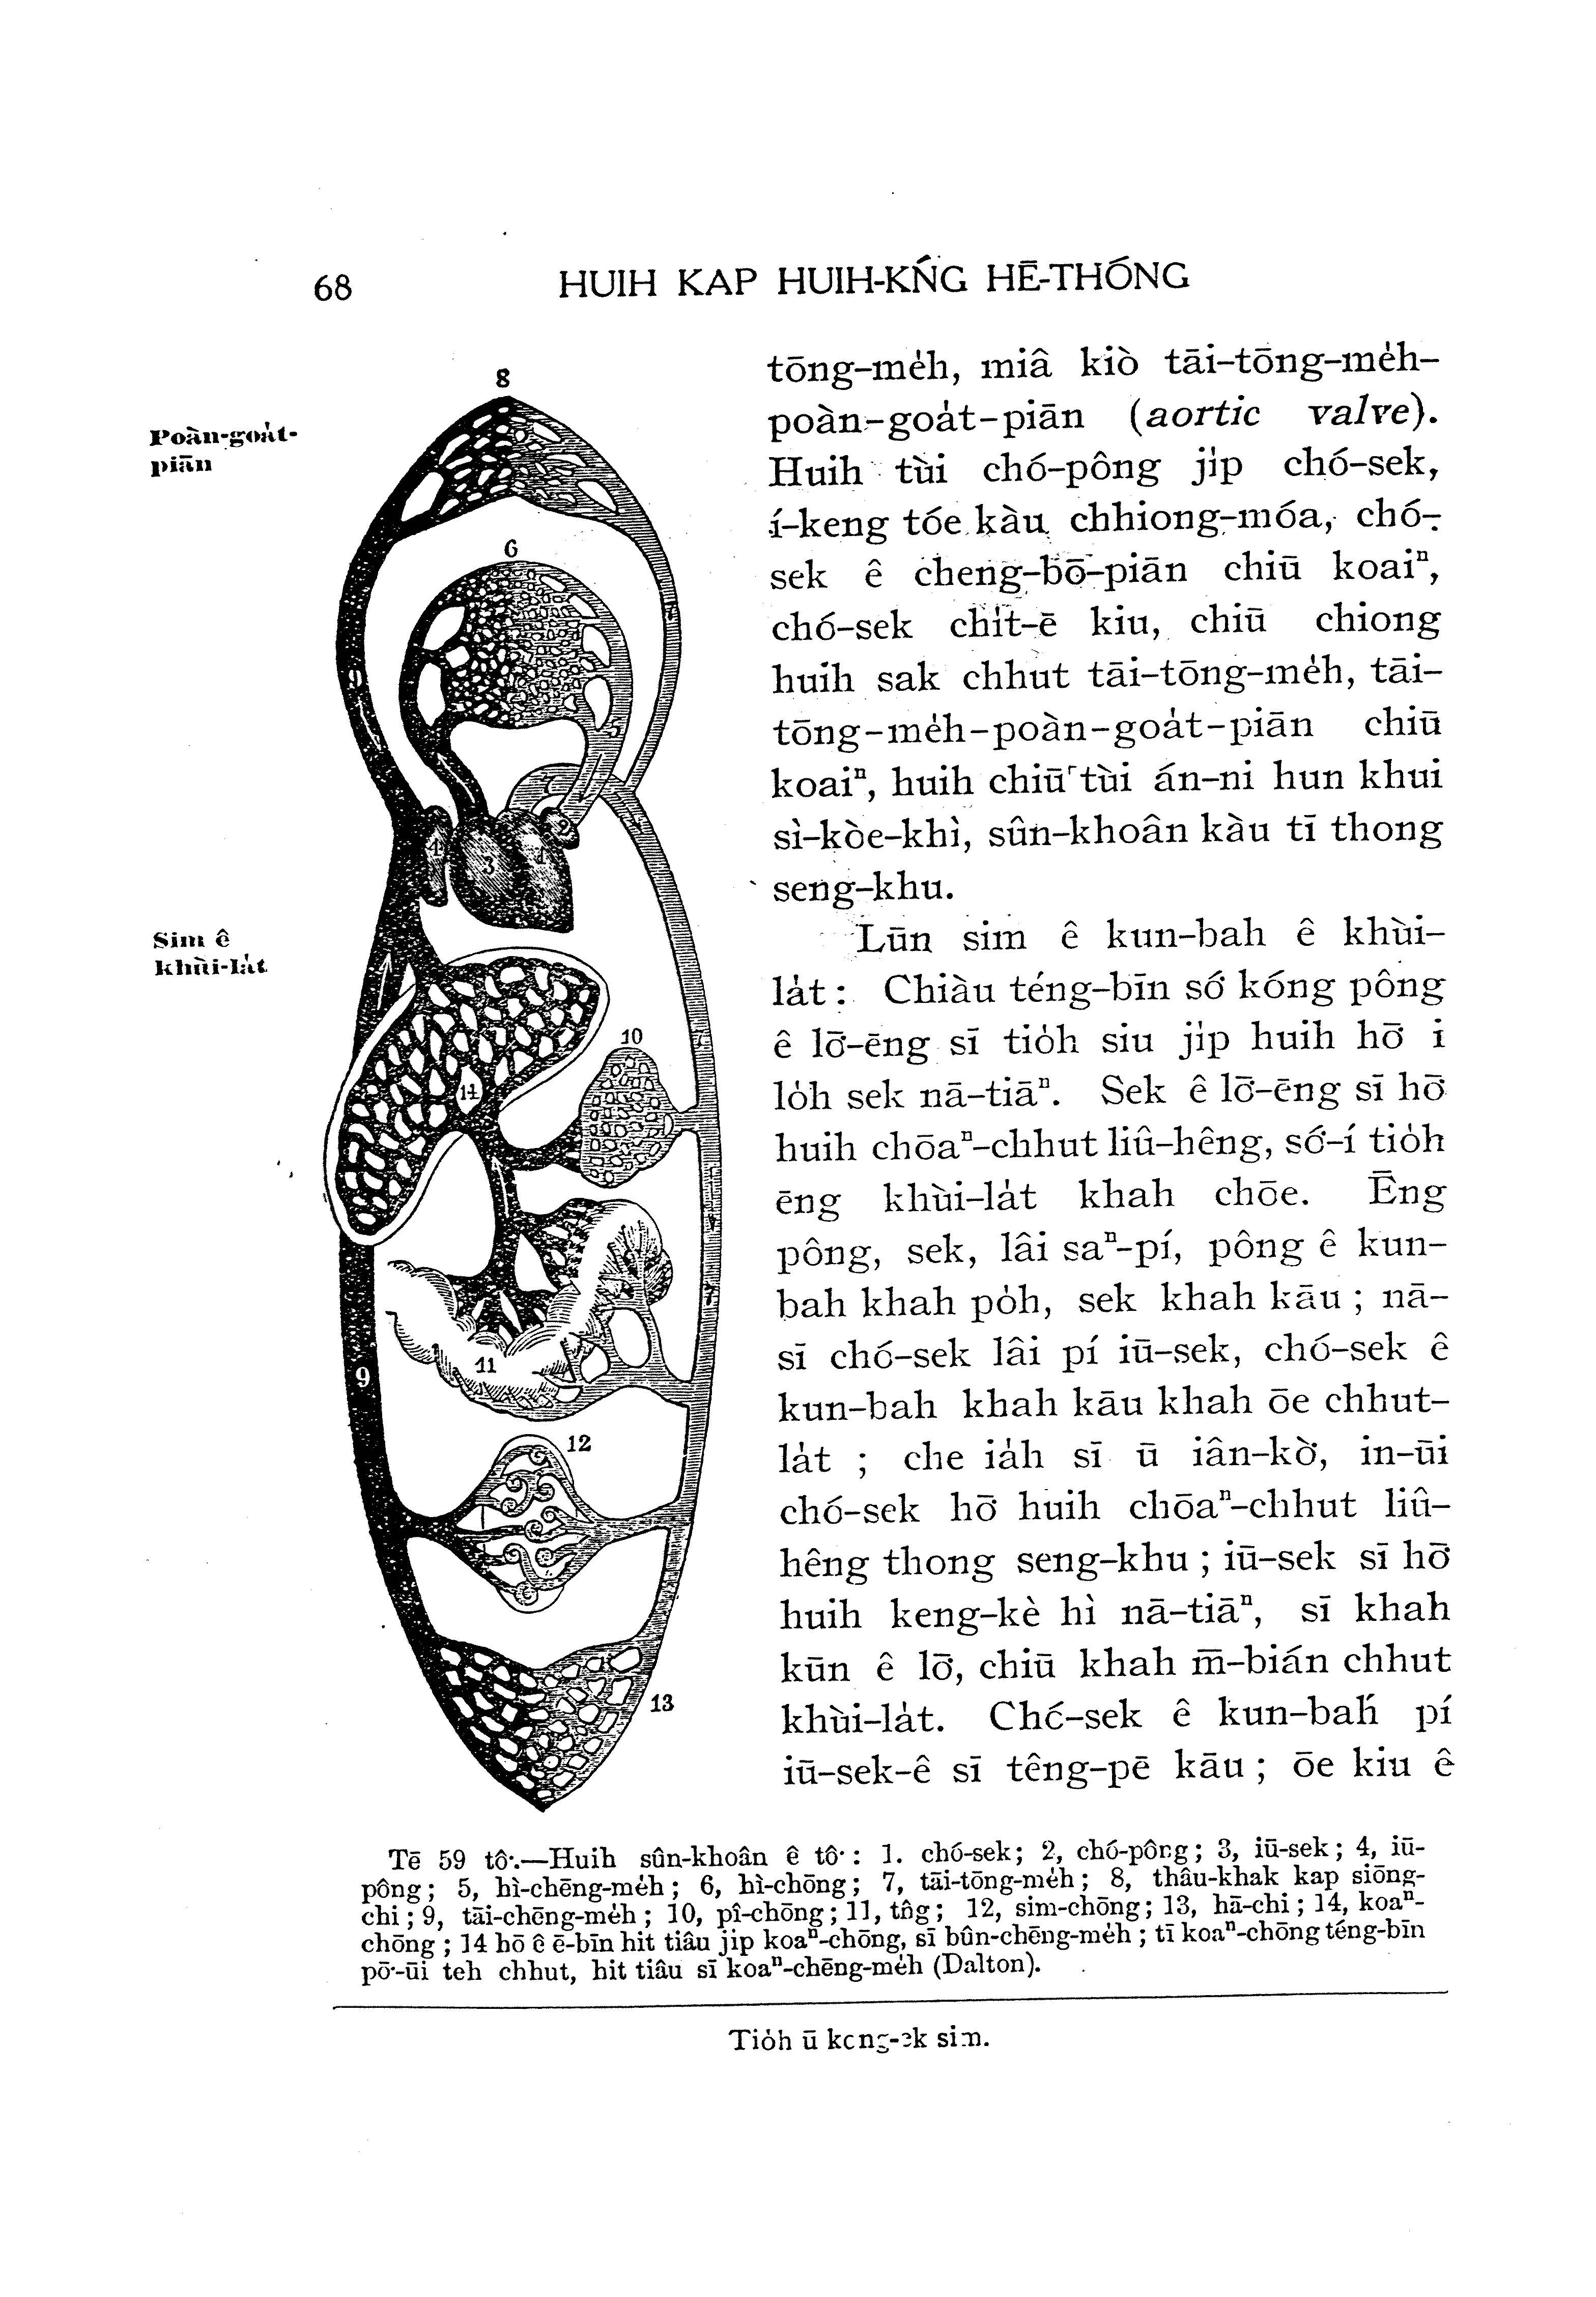 68
HUIH KAP HUIH-KŃG HĒ-THÓNG
Poàn-goa̍t-
piān
Sim ê
khùi-la̍t
tōng-me̍h, miâ kiò tāi-tōng-me̍h-
poàn-goa̍t-piān (aortic valve).
Huih tùi chó-pông ji̍p chó-sek,
í-keng tóe kàu chhiong-móa, chó-
sek ê cheng-bō-piān chiū koaiⁿ,
chó-sek chi̍t-ē kiu, chiū chiong
huih sak chhut tāi-tōng-me̍h, tāi-
tōng-me̍h-poàn-goa̍t-piān chiū
koaiⁿ, huih chiū tùi án-ni hun khui
sì-kòe-khì, sûn-khoân kàu tī thong
seng-khu.
Lūn sim ê kun-bah ê khùi-
la̍t : Chiàu téng-bīn só͘ kóng pông
ê lō͘-ēng sī tio̍h siu ji̍p huih hō͘ i
lo̍h sek nā-tiāⁿ. Sek ê lō͘-ēng sī hō͘
huih chōaⁿ-chhut liû-hêng, só͘-í tio̍h
ēng khùi-la̍t khah chōe. Ēng
pông, sek, lâi saⁿ-pí, pông ê kun-
bah khah po̍h, sek khah kāu ; nā-
sī chó-sek lâi pí iū-sek, chó-sek ê
kun-bah khah kāu khah ōe chhut-
la̍t ; che ia̍h sī ū iân-kò͘, in-ūi
chó-sek hō͘ huih chōaⁿ-chhut liû-
hêng thong seng-khu ; iū-sek sī hō͘
huih keng-kè hì nā-tiāⁿ, sī khah
kūn ê lō͘, chiū khah m̄-bián chhut
khùi-la̍t. Chó-sek ê kun-bah pí
iū-sek-ê sī têng-pē kāu ; ōe kiu ê
8
6
9
5
7
4
2
3
1
14
10
11
7
9
12
13
Tē 59 tô͘.—Huih sûn-khoân ê tô͘ : 1. chó-sek; 2, chó-pông; 3, iū-sek; 4, iū-
pông; 5, hì-chēng-me̍h; 6, hì-chōng; 7, tāi-tōng-me̍h; 8, thâu-khak kap siōng-
chi; 9, tāi-chēng-me̍h; 10, pî-chōng; 11, tn̂g; 12, sim-chōng; 13, hā-chi; 14, koaⁿ-
chōng; 14 hō ê ē-bīn hit tiâu ji̍p koaⁿ-chōng, sī bûn-chēng-me̍h; tī koaⁿ-chōng téng-bīn
pō͘-ūi teh chhut, hit tiâu sī koaⁿ-chēng-me̍h (Dalton).
Tio̍h ū sim.